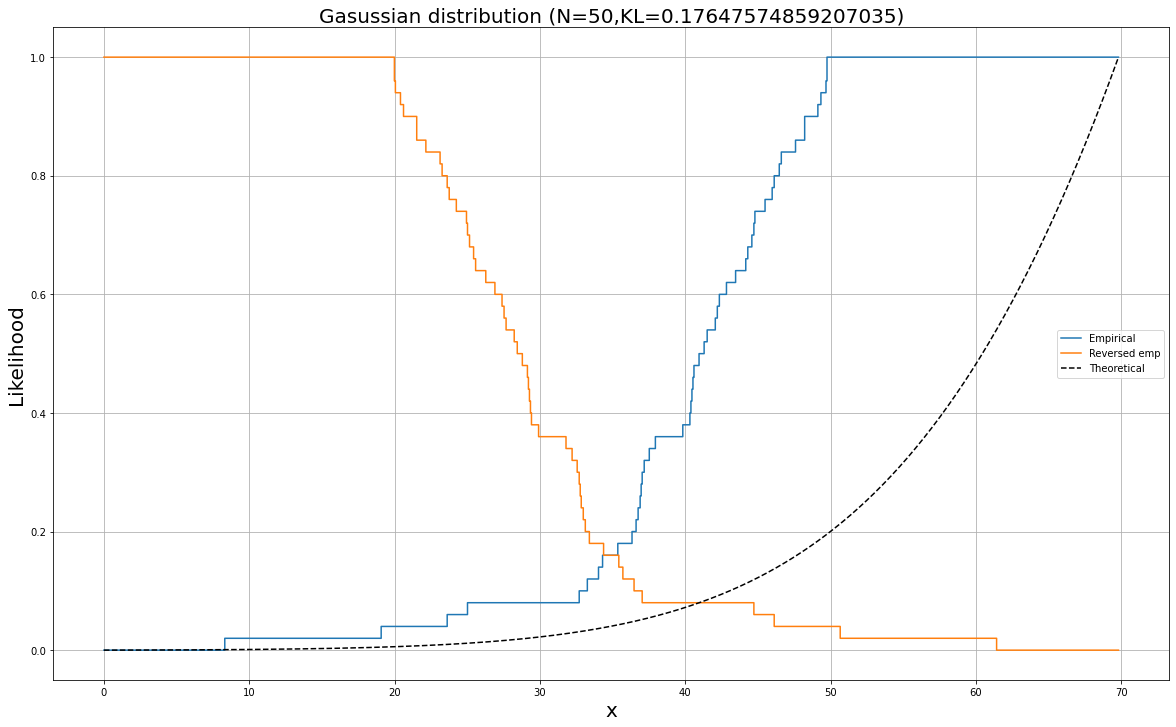 Gasussian distribution (N=50,KL=0.17647574859207035)
Likelihood
1.0
0.8
0.6
0.4
0.2
0.0
Empirical
Reversed emp
Theoretical
0 10 20 30 40 50 60 70
x